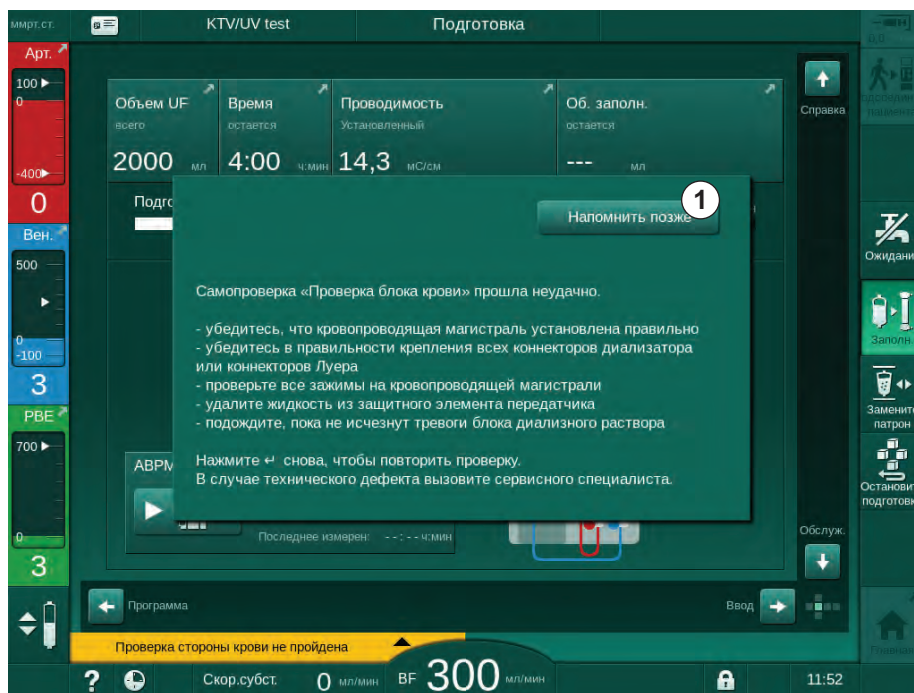 ммрт.ст.
KTV/UV test
Подготовка
Арт.
100
0
-400
0
Вен.
500
0
-100
3
PBE
700
0
3
Объем UF
всего
2000 мл
Время
остается
4:00 ч:мин
Проводимость
Установленный
14,3 мС/см
Об. заполн.
остается
--- мл
Справка
Подго
Напомнить позже
1
Самопроверка «Проверка блока крови» прошла неудачно.
- убедитесь, что кровопроводящая магистраль установлена правильно
- убедитесь в правильности крепления всех коннекторов диализатора
или коннекторов Луера
- проверьте все зажимы на кровопроводящей магистрали
- удалите жидкость из защитного элемента передатчика
- подождите, пока не исчезнут тревоги блока диализного раствора
Нажмите ↵ снова, чтобы повторить проверку.
В случае технического дефекта вызовите сервисного специалиста.
АВРМ
Последнее измерен: --:-- ч:мин
Обслуж.
Программа
Ввод
Проверка стороны крови не пройдена
? Скор.субст. 0 мл/мин BF 300 мл/мин 11:52
0,0
Ожидани
Заполн.
Заменит
патрон
Останови
подготовк
Главная